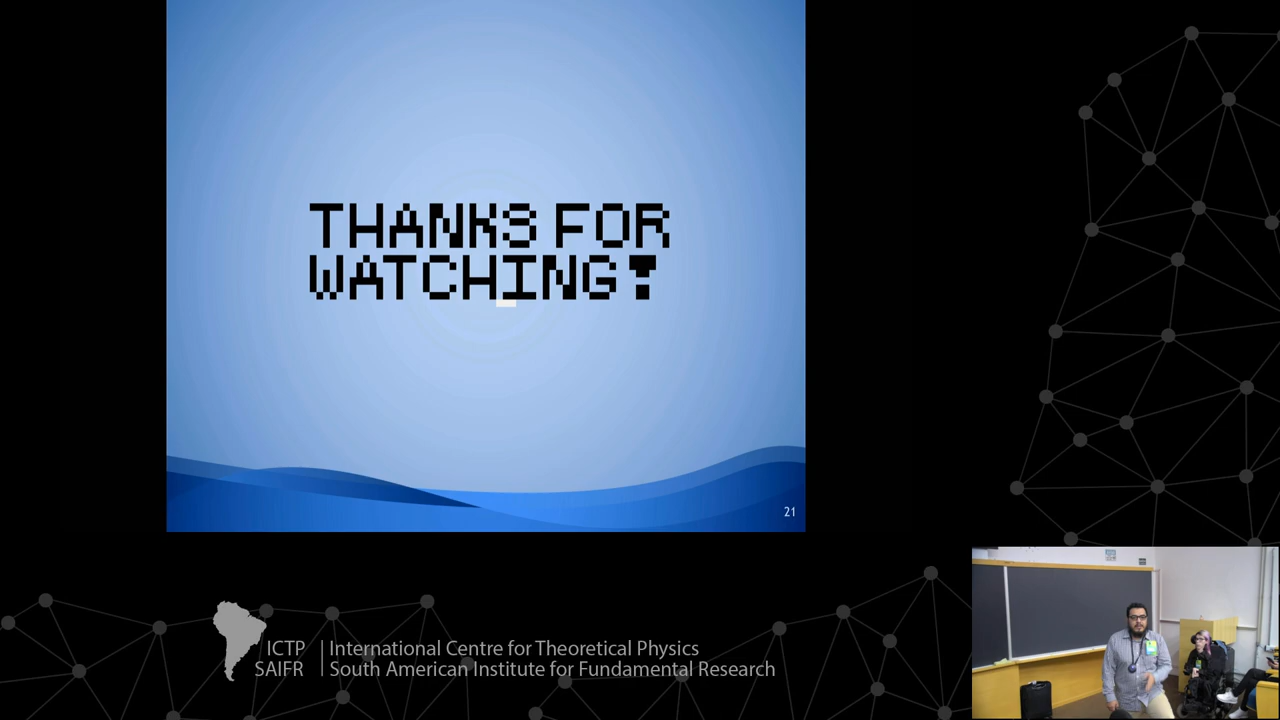 THANKS FOR
WATCHING!
21
ICTP | International Centre for Theoretical Physics
SAIFR | South American Institute for Fundamental Research